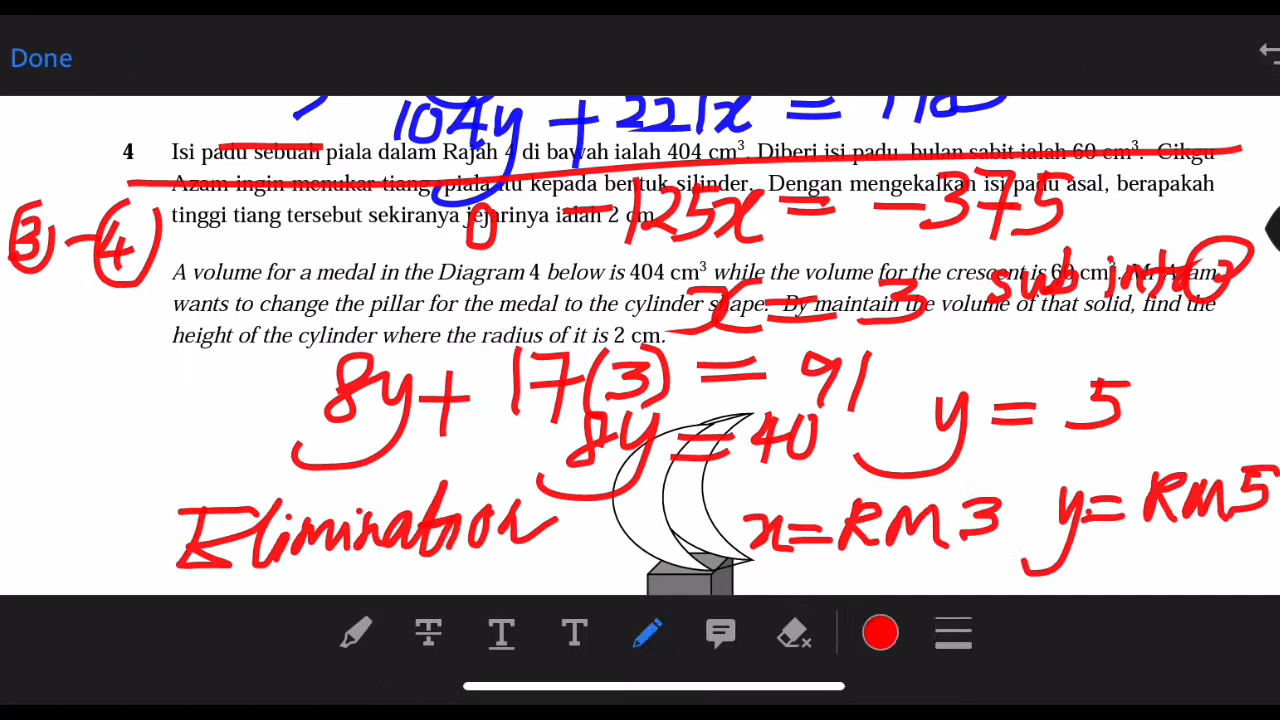 Done
104y + 221x = 
4 Isi padu sebuah piala dalam Rajah 4 di bawah ialah 404 cm³. Diberi isi padu bulan sabit ialah 60 cm³. Cikgu
Azam ingin menukar tiang piala itu kepada bentuk silinder. Dengan mengekalkan isi padu asal, berapakah
tinggi tiang tersebut sekiranya jejarinya ialah 2 cm.
3 - 4 0 - 125x = -375
A volume for a medal in the Diagram 4 below is 404 cm³ while the volume for the crescent is cm³.
wants to change the pillar for the medal to the cylinder shape. By maintain the volume of that solid, find the
height of the cylinder where the radius of it is 2 cm.
x = 3 sub into
8y + 17(3) = 91
8y = 40 y = 5
Elimination x = RM 3 y = RM5
T T T